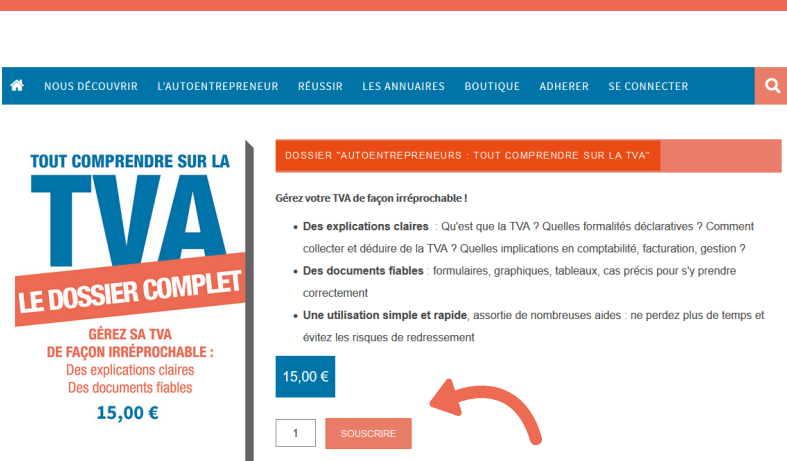 NOUS DÉCOUVRIR L'AUTOENTREPRENEUR RÉUSSIR LES ANNUAIRES BOUTIQUE ADHERER SE CONNECTER
TOUT COMPRENDRE SUR LA
TVA
LE DOSSIER COMPLET
GÉREZ SA TVA
DE FAÇON IRRÉPROCHABLE :
Des explications claires
Des documents fiables
15,00 €
DOSSIER "AUTOENTREPRENEURS : TOUT COMPRENDRE SUR LA TVA"
Gérez votre TVA de façon irréprochable !
• Des explications claires : Qu'est que la TVA ? Quelles formalités déclaratives ? Comment
collecter et déduire de la TVA ? Quelles implications en comptabilité, facturation, gestion ?
• Des documents fiables : formulaires, graphiques, tableaux, cas précis pour s'y prendre
correctement
• Une utilisation simple et rapide, assortie de nombreuses aides : ne perdez plus de temps et
évitez les risques de redressement
15,00 €
1 SOUSCRIRE